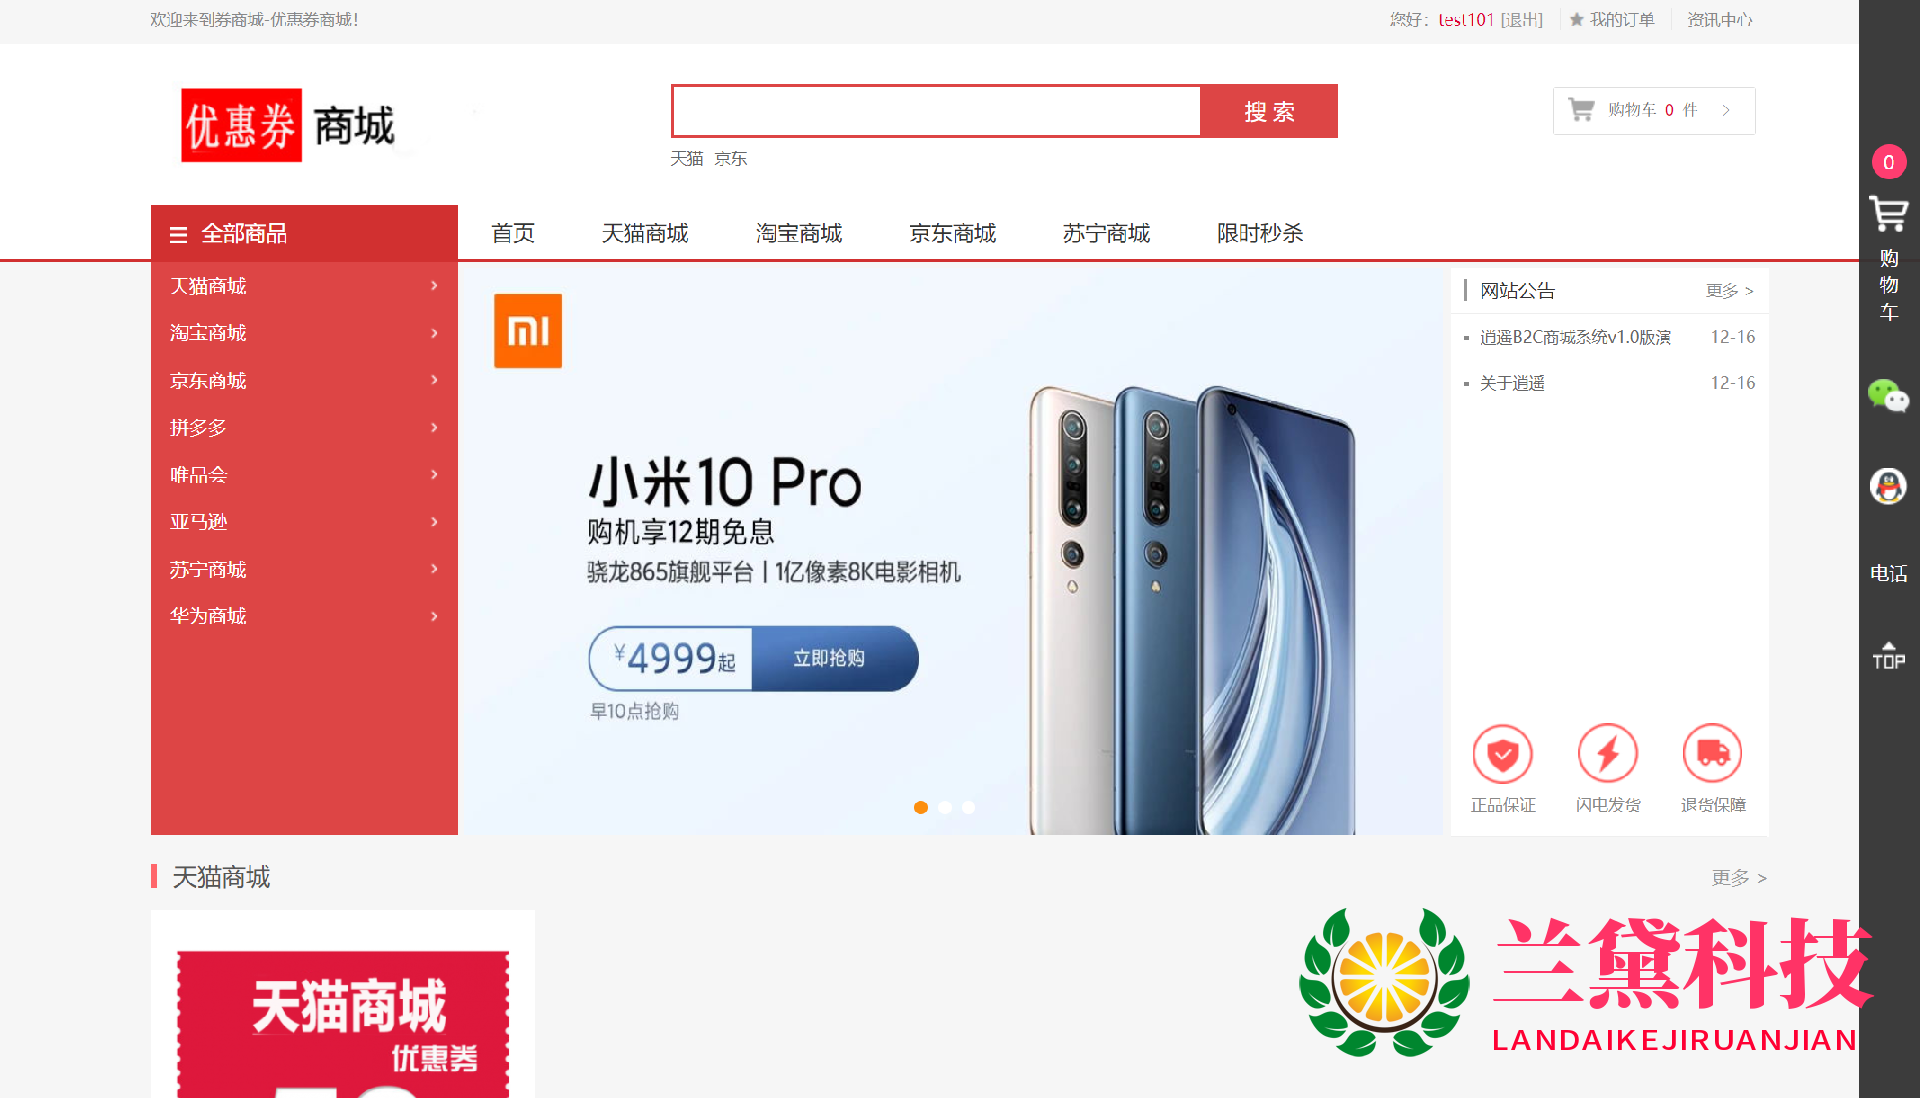 欢迎来到券商城-优惠券商城！
您好：test101 [退出] ★ 我的订单 资讯中心
优惠券 商城
搜 索
购物车 0 件 >
天猫 京东
0
购物车
全部商品
首页 天猫商城 淘宝商城 京东商城 苏宁商城 限时秒杀
天猫商城
淘宝商城
京东商城
拼多多
唯品会
亚马逊
苏宁商城
华为商城
小米10 Pro
购机享12期免息
骁龙865旗舰平台丨1亿像素8K电影相机
¥4999起 立即抢购
早10点抢购
网站公告 更多 >
逍遥B2C商城系统v1.0版演 12-16
关于逍遥 12-16
正品保证 闪电发货 退货保障
电话
TOP
天猫商城 更多 >
天猫商城
优惠券
兰黛科技
LANDAIKEJIRUANJIAN